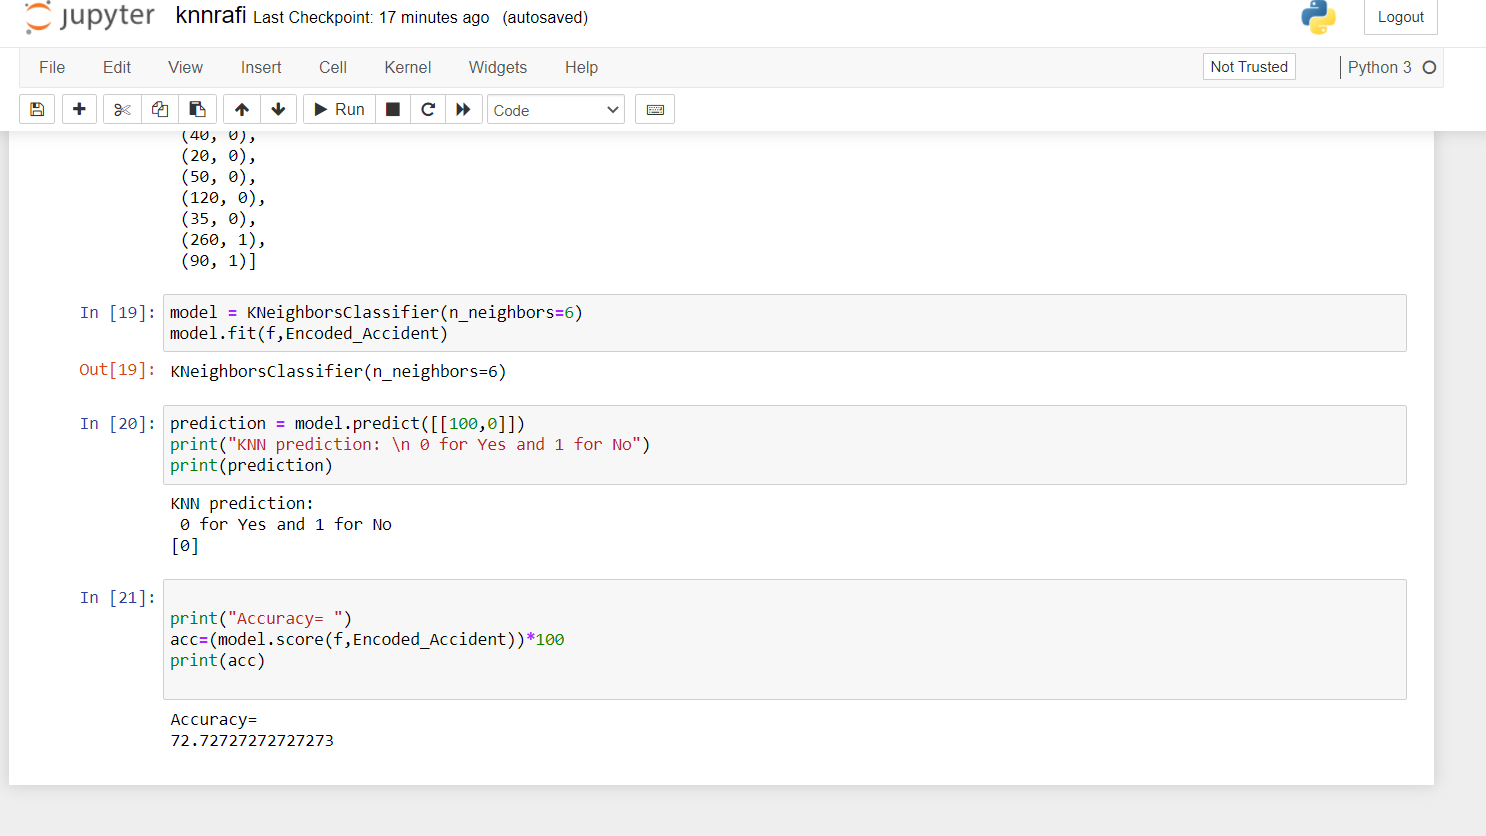 jupyter knnrafi Last Checkpoint: 17 minutes ago (autosaved) Logout
File Edit View Insert Cell Kernel Widgets Help Not Trusted Python 3
Run Code
(40, 0),
(20, 0),
(50, 0),
(120, 0),
(35, 0),
(260, 1),
(90, 1)]
In [19]: model = KNeighborsClassifier(n_neighbors=6)
model.fit(f,Encoded_Accident)
Out[19]: KNeighborsClassifier(n_neighbors=6)
In [20]: prediction = model.predict([[100,0]])
print("KNN prediction: \n 0 for Yes and 1 for No")
print(prediction)
KNN prediction:
0 for Yes and 1 for No
[0]
In [21]:
print("Accuracy= ")
acc=(model.score(f,Encoded_Accident))*100
print(acc)
Accuracy=
72.72727272727273